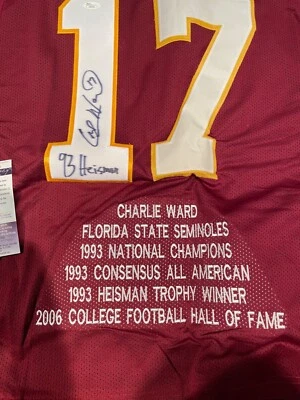 17
93 Heisman
CHARLIE WARD
FLORIDA STATE SEMINOLES
1993 NATIONAL CHAMPIONS
1993 CONSENSUS ALL AMERICAN
1993 HEISMAN TROPHY WINNER
2006 COLLEGE FOOTBALL HALL OF FAME